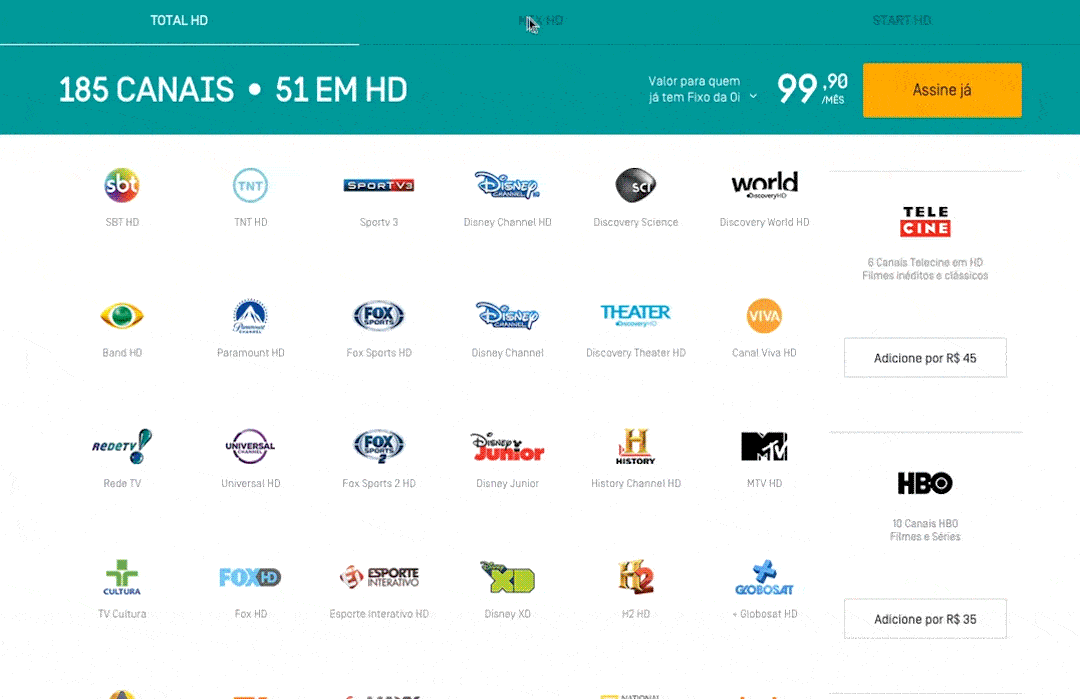 TOTAL HD
START HD
185 CANAIS • 51 EM HD
Valor para quem
já tem Fixo da Oi
99,90
/MÊS
Assine já
sbt
TNT
SPORTV3
Disney
CHANNEL HD
sci
world
DiscoveryHD
SBT HD
TNT HD
Sportv 3
Disney Channel HD
Discovery Science
Discovery World HD
TELE
CINE
6 Canais Telecine em HD
Filmes inéditos e clássicos
Adicione por R$ 45
Paramount
CHANNEL
FOX
SPORTS
Disney
CHANNEL
THEATER
DiscoveryHD
VIVA
Band HD
Paramount HD
Fox Sports HD
Disney Channel
Discovery Theater HD
Canal Viva HD
REDETV!
UNIVERSAL
CHANNEL
FOX
SPORTS
2
Disney
Junior
H
HISTORY
MTV
Rede TV
Universal HD
Fox Sports 2 HD
Disney Junior
History Channel HD
MTV HD
HBO
10 Canais HBO
Filmes e Séries
Adicione por R$ 35
CULTURA
FOX HD
ESPORTE
INTERATIVO
Disney
XD
H2
GLOBOSAT
TV Cultura
Fox HD
Esporte Interativo HD
Disney XD
H2 HD
+ Globosat HD
NATIONAL